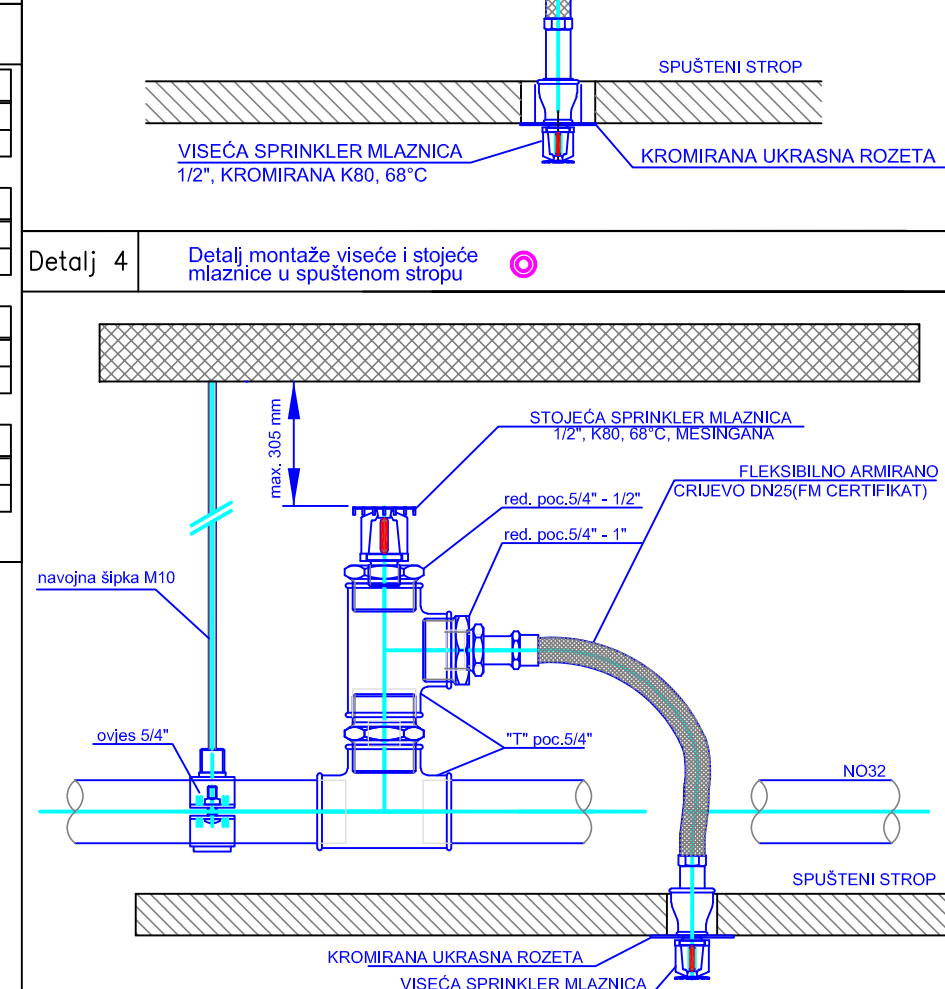 SPUŠTENI STROP
VISEĆA SPRINKLER MLAZNICA
1/2", KROMIRANA K80, 68°C
KROMIRANA UKRASNA ROZETA
Detalj 4
Detalj montaže viseće i stojeće
mlaznice u spuštenom stropu
max. 305 mm
STOJEĆA SPRINKLER MLAZNICA
1/2", K80, 68°C, MESINGANA
FLEKSIBILNO ARMIRANO
CRIJEVO DN25(FM CERTIFIKAT)
red. poc.5/4" - 1/2"
red. poc.5/4" - 1"
navojna šipka M10
ovjes 5/4"
"T" poc.5/4"
NO32
SPUŠTENI STROP
KROMIRANA UKRASNA ROZETA
VISEĆA SPRINKLER MLAZNICA